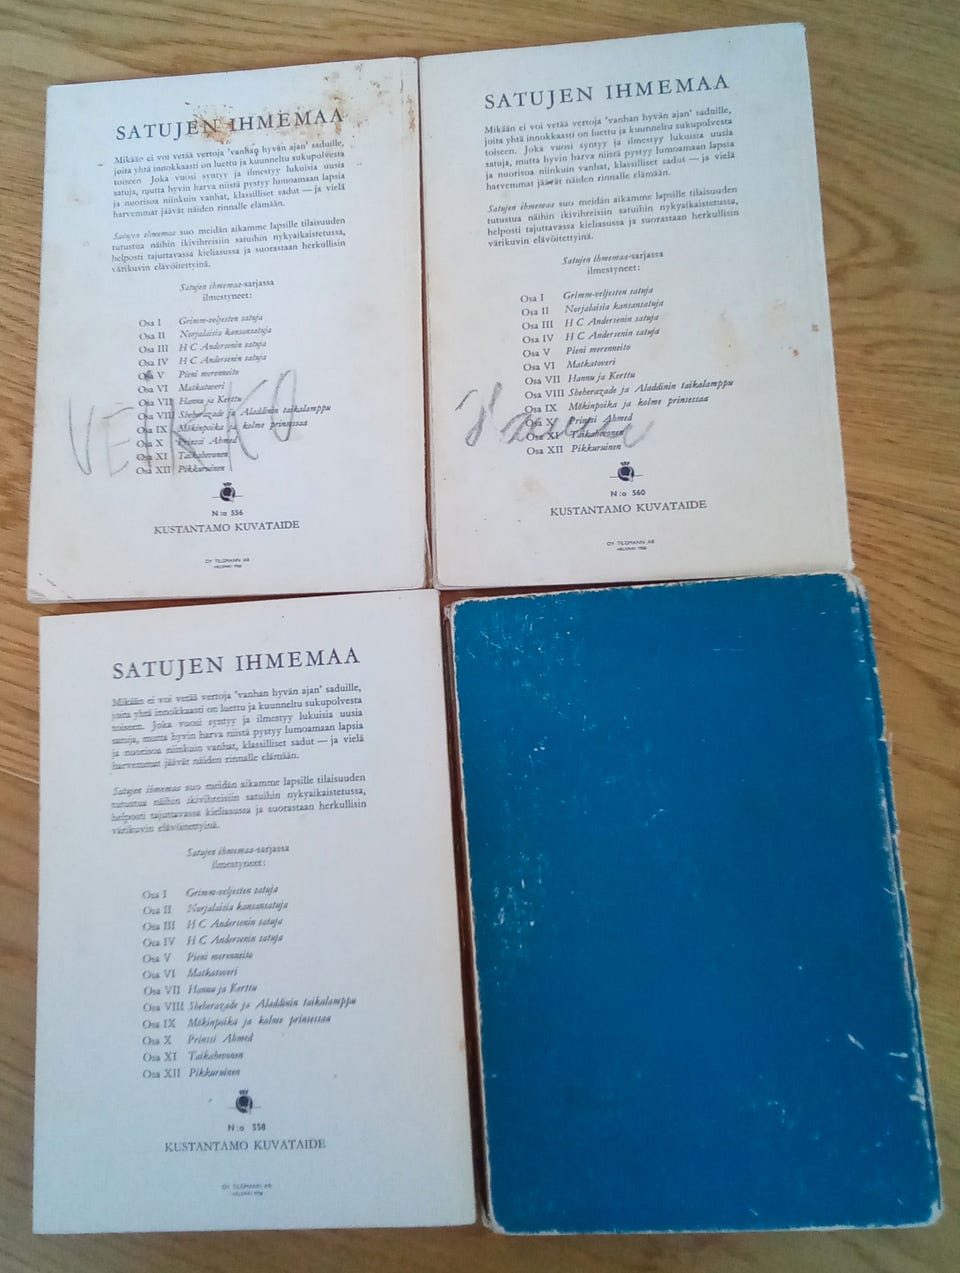 SATUJEN IHMEMAA
Mikään ei voi vetää vertoja 'vanhan hyvän ajan' saduille,
joita yhtä innokkaasti on luettu ja kuunneltu sukupolvesta
toiseen. Joka vuosi syntyy ja ilmestyy lukuisia uusia
satuja, mutta hyvin harva niistä pystyy lumoamaan lapsia
ja nuorisoa niinkuin vanhat, klassilliset sadut — ja vielä
harvemmat jäävät näiden rinnalle elämään.
Satujen ihmemaa suo meidän aikamme lapsille tilaisuuden
tutustua näihin ikivihreisiin satuihin nykyaikaistetussa,
helposti tajuttavassa kieliasussa ja suorastaan herkullisin
värikuvin elävöitettyinä.
Satujen ihmemaa-sarjassa
ilmestyneet:
Osa I Grimm-veljesten satuja
Osa II Norjalaisia kansansatuja
Osa III H C Andersenin satuja
Osa IV H C Andersenin satuja
Osa V Pieni merenneito
Osa VI Matkatoveri
Osa VII Hannu ja Kerttu
Osa VIII Sheherazade ja Aladdinin taikalamppu
Osa IX Mökinpoika ja kolme prinsessaa
Osa X Prinssi Ahmed
Osa XI Taikahevonen
Osa XII Pikkuruinen
VEIKKO
N:o 556
KUSTANTAMO KUVATAIDE
OY TILGMANN AB
HELSINKI 1958
SATUJEN IHMEMAA
Mikään ei voi vetää vertoja 'vanhan hyvän ajan' saduille,
joita yhtä innokkaasti on luettu ja kuunneltu sukupolvesta
toiseen. Joka vuosi syntyy ja ilmestyy lukuisia uusia
satuja, mutta hyvin harva niistä pystyy lumoamaan lapsia
ja nuorisoa niinkuin vanhat, klassilliset sadut — ja vielä
harvemmat jäävät näiden rinnalle elämään.
Satujen ihmemaa suo meidän aikamme lapsille tilaisuuden
tutustua näihin ikivihreisiin satuihin nykyaikaistetussa,
helposti tajuttavassa kieliasussa ja suorastaan herkullisin
värikuvin elävöitettyinä.
Satujen ihmemaa-sarjassa
ilmestyneet:
Osa I Grimm-veljesten satuja
Osa II Norjalaisia kansansatuja
Osa III H C Andersenin satuja
Osa IV H C Andersenin satuja
Osa V Pieni merenneito
Osa VI Matkatoveri
Osa VII Hannu ja Kerttu
Osa VIII Sheherazade ja Aladdinin taikalamppu
Osa IX Mökinpoika ja kolme prinsessaa
Osa X Prinssi Ahmed
Osa XI Taikahevonen
Osa XII Pikkuruinen
N:o 560
KUSTANTAMO KUVATAIDE
OY TILGMANN AB
HELSINKI 1958
SATUJEN IHMEMAA
Mikään ei voi vetää vertoja 'vanhan hyvän ajan' saduille,
joita yhtä innokkaasti on luettu ja kuunneltu sukupolvesta
toiseen. Joka vuosi syntyy ja ilmestyy lukuisia uusia
satuja, mutta hyvin harva niistä pystyy lumoamaan lapsia
ja nuorisoa niinkuin vanhat, klassilliset sadut — ja vielä
harvemmat jäävät näiden rinnalle elämään.
Satujen ihmemaa suo meidän aikamme lapsille tilaisuuden
tutustua näihin ikivihreisiin satuihin nykyaikaistetussa,
helposti tajuttavassa kieliasussa ja suorastaan herkullisin
värikuvin elävöitettyinä.
Satujen ihmemaa-sarjassa
ilmestyneet:
Osa I Grimm-veljesten satuja
Osa II Norjalaisia kansansatuja
Osa III H C Andersenin satuja
Osa IV H C Andersenin satuja
Osa V Pieni merenneito
Osa VI Matkatoveri
Osa VII Hannu ja Kerttu
Osa VIII Sheherazade ja Aladdinin taikalamppu
Osa IX Mökinpoika ja kolme prinsessaa
Osa X Prinssi Ahmed
Osa XI Taikahevonen
Osa XII Pikkuruinen
N:o 558
KUSTANTAMO KUVATAIDE
OY TILGMANN AB
HELSINKI 1958